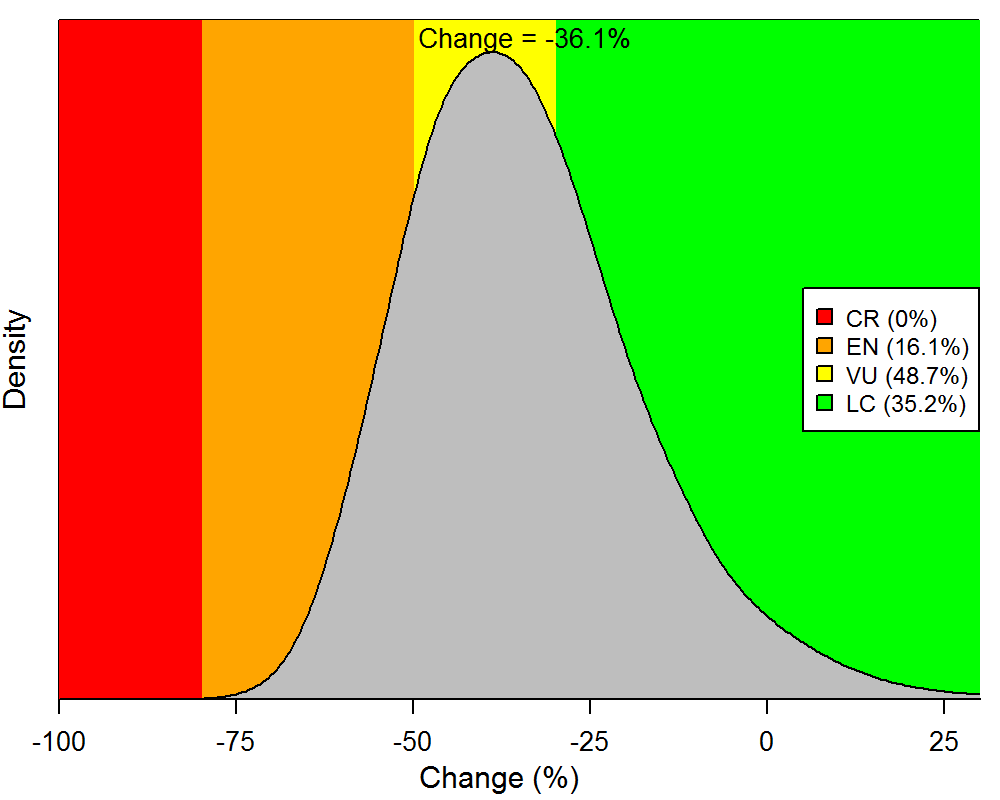 Change = -36.1%
Density
CR (0%)
EN (16.1%)
VU (48.7%)
LC (35.2%)
-100 -75 -50 -25 0 25
Change (%)